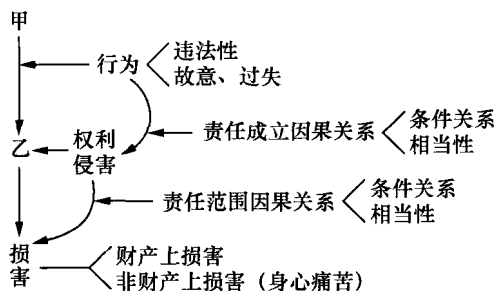 甲
行为
违法性
故意、过失
乙
权利
侵害
责任成立因果关系
条件关系
相当性
责任范围因果关系
条件关系
相当性
损
害
财产上损害
非财产上损害（身心痛苦）